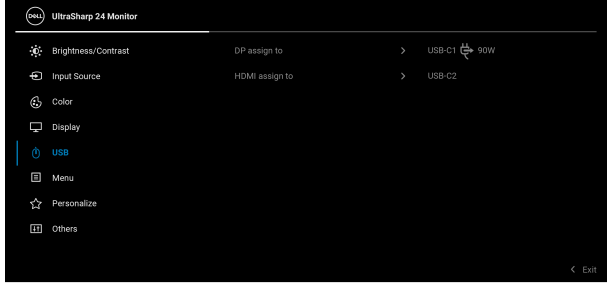 DELL UltraSharp 24 Monitor
Brightness/Contrast DP assign to > USB-C1 90W
Input Source HDMI assign to > USB-C2
Color
Display
USB
Menu
Personalize
Others
< Exit